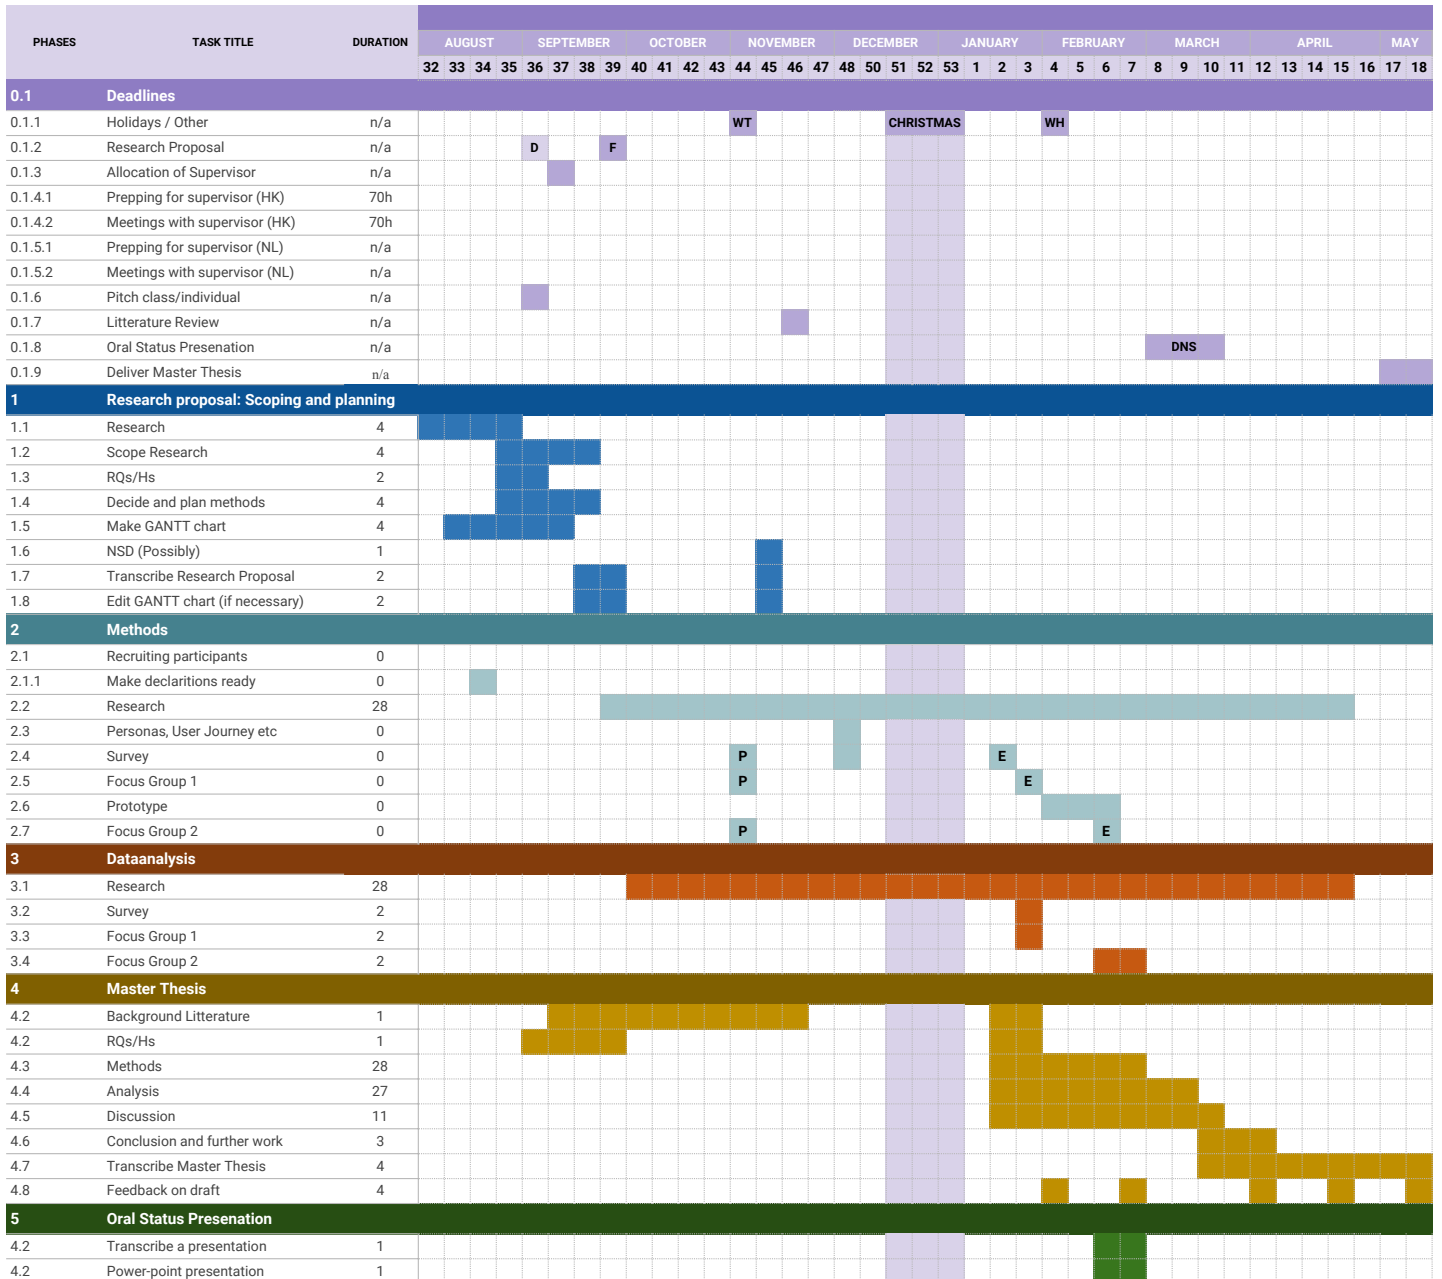 PHASES TASK TITLE DURATION AUGUST SEPTEMBER OCTOBER NOVEMBER DECEMBER JANUARY FEBRUARY MARCH APRIL MAY
32 33 34 35 36 37 38 39 40 41 42 43 44 45 46 47 48 50 51 52 53 1 2 3 4 5 6 7 8 9 10 11 12 13 14 15 16 17 18
0.1 Deadlines
0.1.1 Holidays / Other n/a WT CHRISTMAS WH
0.1.2 Research Proposal n/a D F
0.1.3 Allocation of Supervisor n/a
0.1.4.1 Prepping for supervisor (HK) 70h
0.1.4.2 Meetings with supervisor (HK) 70h
0.1.5.1 Prepping for supervisor (NL) n/a
0.1.5.2 Meetings with supervisor (NL) n/a
0.1.6 Pitch class/individual n/a
0.1.7 Litterature Review n/a
0.1.8 Oral Status Presenation n/a DNS
0.1.9 Deliver Master Thesis n/a
1 Research proposal: Scoping and planning
1.1 Research 4
1.2 Scope Research 4
1.3 RQs/Hs 2
1.4 Decide and plan methods 4
1.5 Make GANTT chart 4
1.6 NSD (Possibly) 1
1.7 Transcribe Research Proposal 2
1.8 Edit GANTT chart (if necessary) 2
2 Methods
2.1 Recruiting participants 0
2.1.1 Make declaritions ready 0
2.2 Research 28
2.3 Personas, User Journey etc 0
2.4 Survey 0 P E
2.5 Focus Group 1 0 P E
2.6 Prototype 0
2.7 Focus Group 2 0 P E
3 Dataanalysis
3.1 Research 28
3.2 Survey 2
3.3 Focus Group 1 2
3.4 Focus Group 2 2
4 Master Thesis
4.2 Background Litterature 1
4.2 RQs/Hs 1
4.3 Methods 28
4.4 Analysis 27
4.5 Discussion 11
4.6 Conclusion and further work 3
4.7 Transcribe Master Thesis 4
4.8 Feedback on draft 4
5 Oral Status Presenation
4.2 Transcribe a presentation 1
4.2 Power-point presentation 1